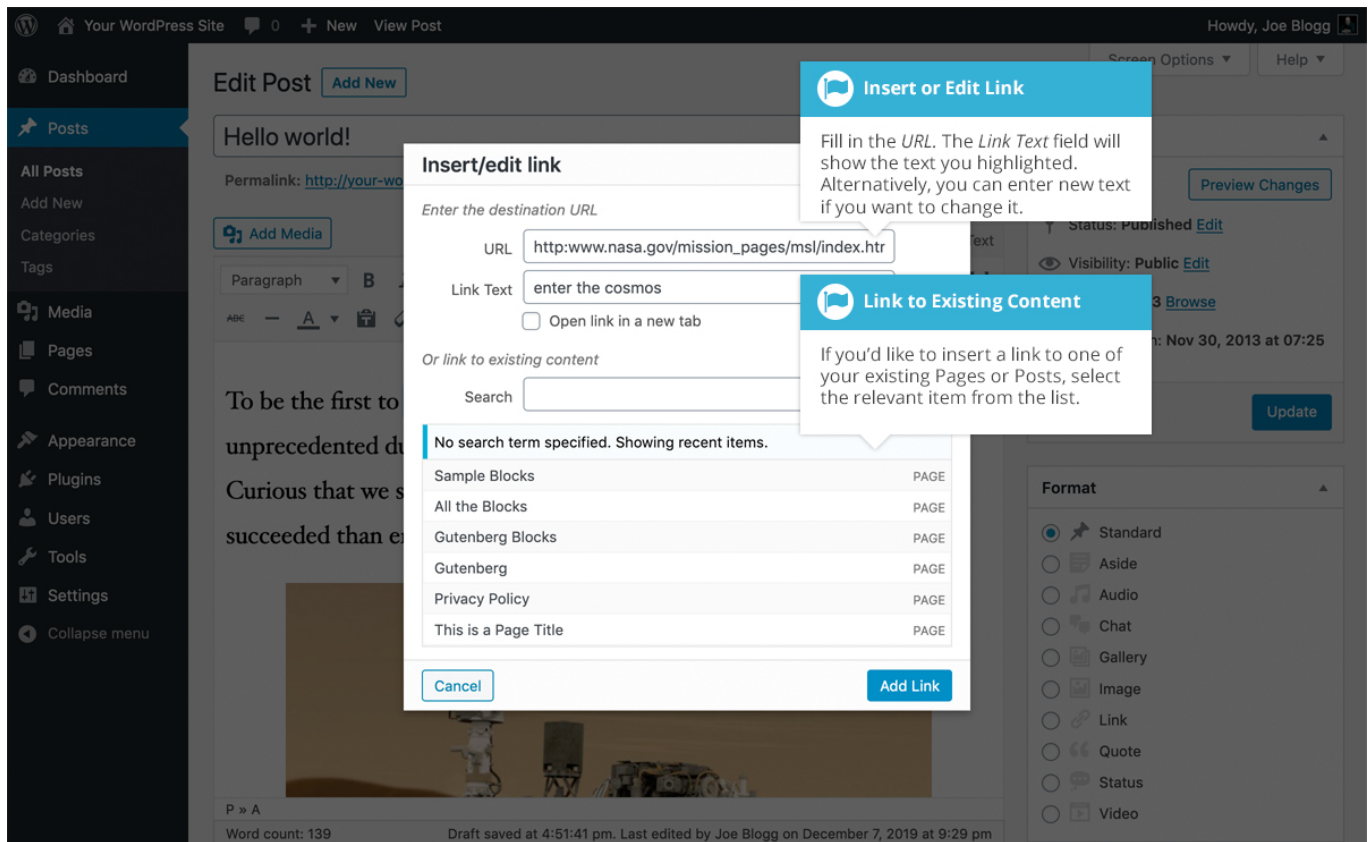 Your WordPress Site 0 New View Post Howdy, Joe Blogg
Screen Options Help
Dashboard
Posts
All Posts
Add New
Categories
Tags
Media
Pages
Comments
Appearance
Plugins
Users
Tools
Settings
Collapse menu
Edit Post Add New
Hello world!
Permalink: http://your-wo
Add Media
Text
Paragraph B
ABC A
To be the first to
unprecedented du
Curious that we s
succeeded than e
P » A
Word count: 139 Draft saved at 4:51:41 pm. Last edited by Joe Blogg on December 7, 2019 at 9:29 pm
Insert/edit link
Enter the destination URL
URL http:www.nasa.gov/mission_pages/msl/index.htr
Link Text enter the cosmos
Open link in a new tab
Or link to existing content
Search
No search term specified. Showing recent items.
Sample Blocks PAGE
All the Blocks PAGE
Gutenberg Blocks PAGE
Gutenberg PAGE
Privacy Policy PAGE
This is a Page Title PAGE
Cancel Add Link
Insert or Edit Link
Fill in the URL. The Link Text field will
show the text you highlighted.
Alternatively, you can enter new text
if you want to change it.
Link to Existing Content
If you’d like to insert a link to one of
your existing Pages or Posts, select
the relevant item from the list.
Preview Changes
Status: Published Edit
Visibility: Public Edit
3 Browse
n: Nov 30, 2013 at 07:25
Update
Format
Standard
Aside
Audio
Chat
Gallery
Image
Link
Quote
Status
Video